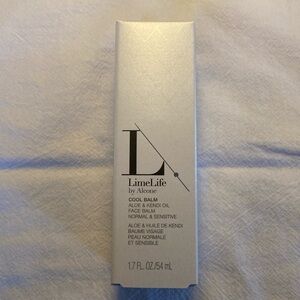 L
LimeLife
by Alcone
COOL BALM
ALOE & KENDI OIL
FACE BALM
NORMAL & SENSITIVE
ALOE & HUILE DE KENDI
BAUMS VISAGE
PEAU NORMALE
ET SENSIBLE
1.7 FL. OZ./54 mL